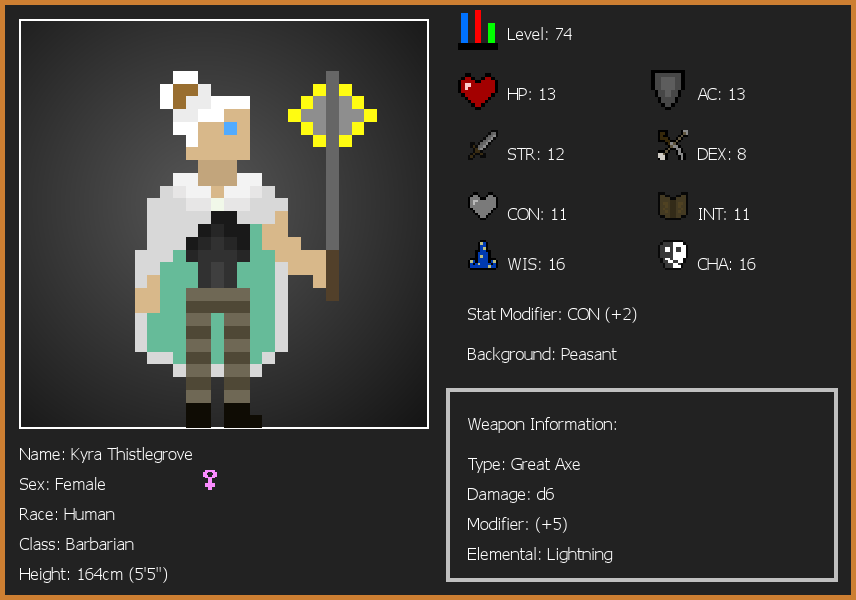 Level: 74
HP: 13
AC: 13
STR: 12
DEX: 8
CON: 11
INT: 11
WIS: 16
CHA: 16
Stat Modifier: CON (+2)
Background: Peasant
Weapon Information:
Type: Great Axe
Damage: d6
Modifier: (+5)
Elemental: Lightning
Name: Kyra Thistlegrove
Sex: Female
Race: Human
Class: Barbarian
Height: 164cm (5'5")